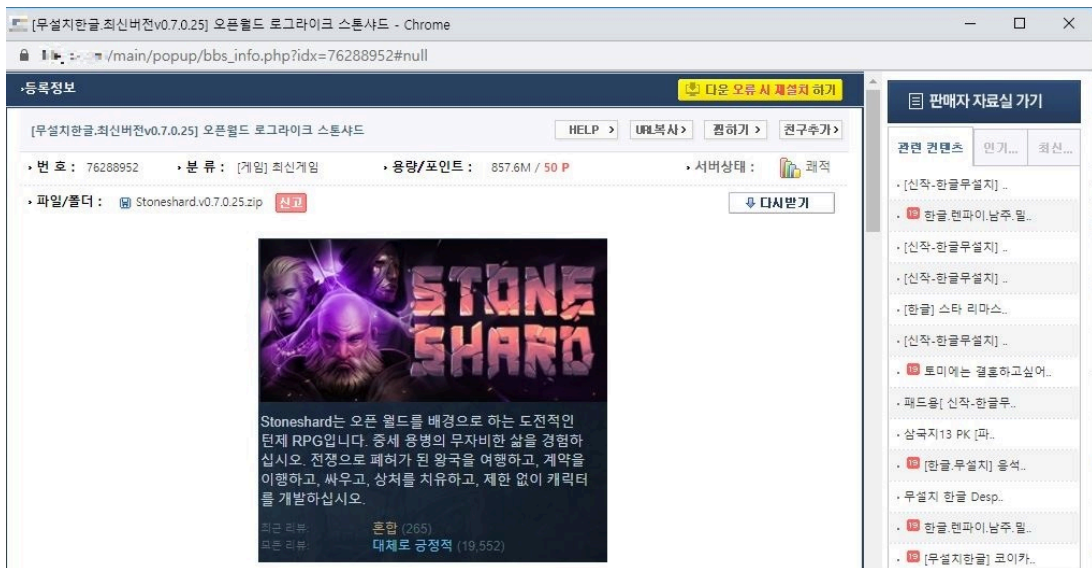 [무설치한글.최신버전v0.7.0.25] 오픈월드 로그라이크 스톤샤드 - Chrome
/main/popup/bbs_info.php?idx=76288952#null
등록정보
다운 오류 시 재설치 하기
[무설치한글.최신버전v0.7.0.25] 오픈월드 로그라이크 스톤샤드
HELP >
URL복사>
찜하기 >
친구추가>
번 호 : 76288952
분 류 : [게임] 최신게임
용량/포인트 : 857.6M / 50 P
서버상태 : 쾌적
파일/폴더 : Stoneshard.v0.7.0.25.zip 신고
다시받기
STONE
SHARD
Stoneshard는 오픈 월드를 배경으로 하는 도전적인
턴제 RPG입니다. 중세 용병의 무자비한 삶을 경험하
십시오. 전쟁으로 폐허가 된 왕국을 여행하고, 계약을
이행하고, 싸우고, 상처를 치유하고, 제한 없이 캐릭터
를 개발하십시오.
최근 리뷰: 혼합 (265)
모든 리뷰: 대체로 긍정적 (19,552)
판매자 자료실 가기
관련 컨텐츠
인기...
최신...
· [신작-한글무설치] ..
· 19 한글.렌파이.남주.밀..
· [신작-한글무설치] ..
· [신작-한글무설치] ..
· [한글] 스타 리마스..
· [신작-한글무설치] ..
· 19 토미에는 결혼하고싶어..
· 패드용[ 신작-한글무..
· 삼국지13 PK [파..
· 19 [한글.무설치] 응석..
· 무설치 한글 Desp..
· 19 한글.렌파이.남주.밀..
· 19 [무설치한글] 코이카..